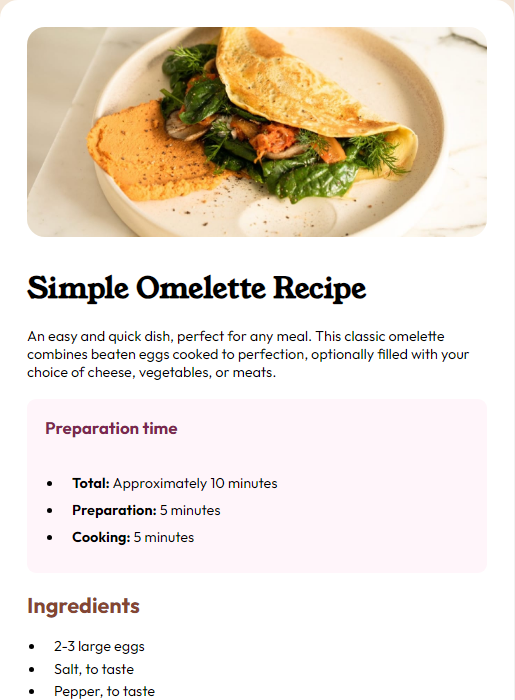 Simple Omelette Recipe
An easy and quick dish, perfect for any meal. This classic omelette
combines beaten eggs cooked to perfection, optionally filled with your
choice of cheese, vegetables, or meats.
Preparation time
• Total: Approximately 10 minutes
• Preparation: 5 minutes
• Cooking: 5 minutes
Ingredients
• 2-3 large eggs
• Salt, to taste
• Pepper, to taste